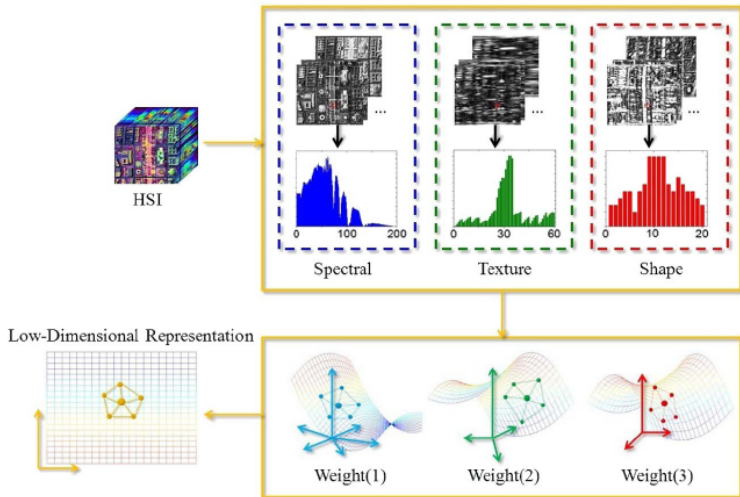 ...
...
...
HSI
0 100 200
0 30 60
0 10 20
Spectral
Texture
Shape
Low-Dimensional Representation
Weight(1)
Weight(2)
Weight(3)